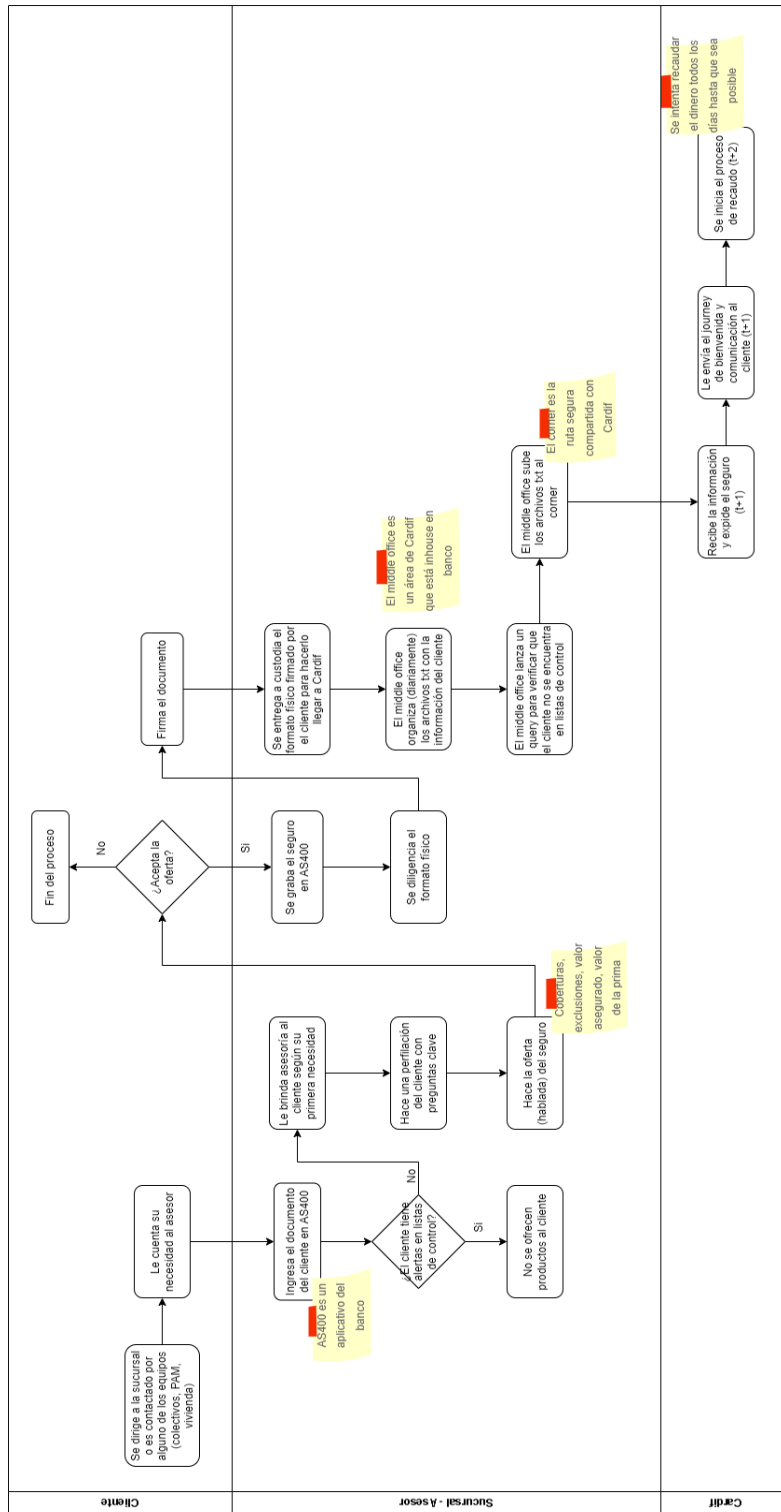 Cliente
Se dirige a la sucursal
o es contactado por
alguno de los equipos
(colectivos, PAM,
vivienda)
Le cuenta su
necesidad al asesor
Fin del proceso
No
¿Acepta la
oferta?
Si
Firma el documento
Sucursal - Asesor
Ingresa el documento
del cliente en AS400
AS400 es un
aplicativo del
banco
¿El cliente tiene
alertas en listas
de control?
No
Si
No se ofrecen
productos al cliente
Le brinda asesoría al
cliente según su
primera necesidad
Hace una perfilación
del cliente con
preguntas clave
Hace la oferta
(hablada) del seguro
Coberturas,
exclusiones, valor
asegurado, valor
de la prima
Se graba el seguro
en AS400
Se diligencia el
formato físico
Se entrega a custodia el
formato físico firmado por
el cliente para hacerlo
llegar a Cardif
El middle office
organiza (diariamente)
los archivos txt con la
información del cliente
El middle office es
un área de Cardif
que está inhouse en
banco
El middle office lanza un
query para verificar que
el cliente no se encuentra
en listas de control
El middle office sube
los archivos txt al
corner
El corner es la
ruta segura
compartida con
Cardif
Cardif
Recibe la información
y expide el seguro
(t+1)
Le envía el journey
de bienvenida y
comunicación al
cliente (t+1)
Se inicia el proceso
de recaudo (t+2)
Se intenta recaudar
el dinero todos los
días hasta que sea
posible